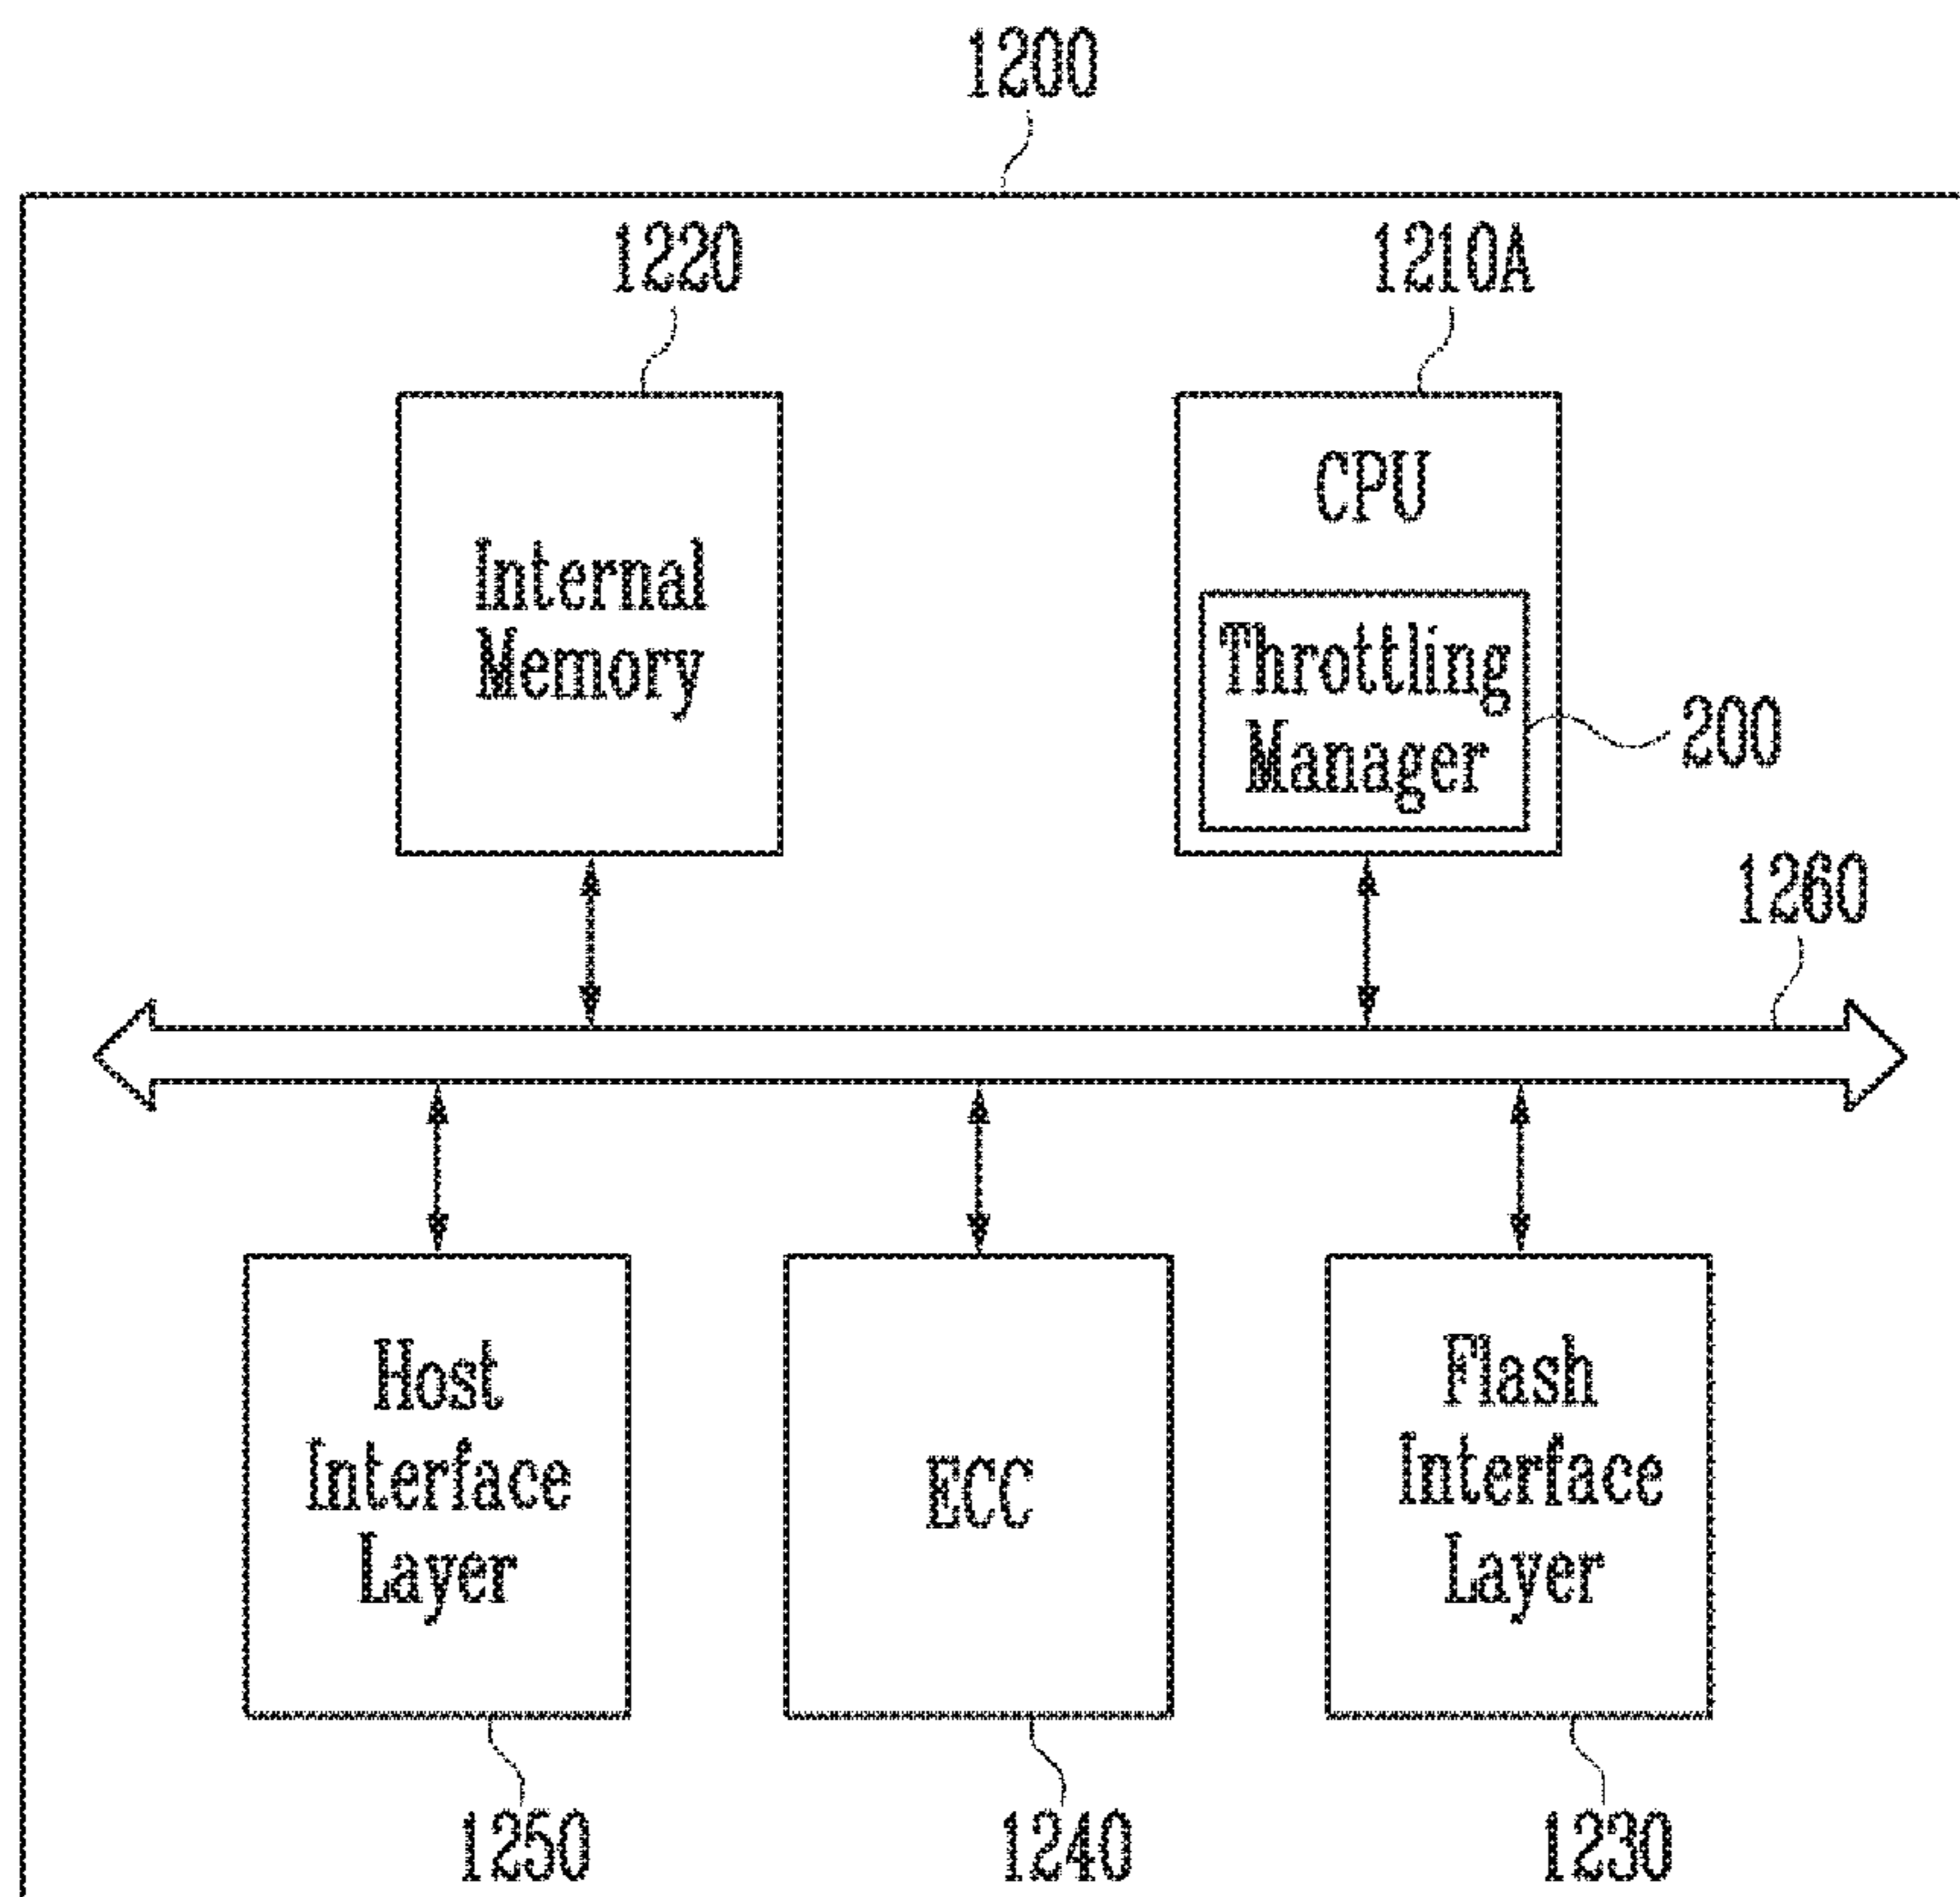 1200
1220
1210A
CPU
Internal
Memory
Throttling
Manager
200
1260
Host
Interface
Layer
ECC
Flash
Interface
Layer
1250
1240
1230